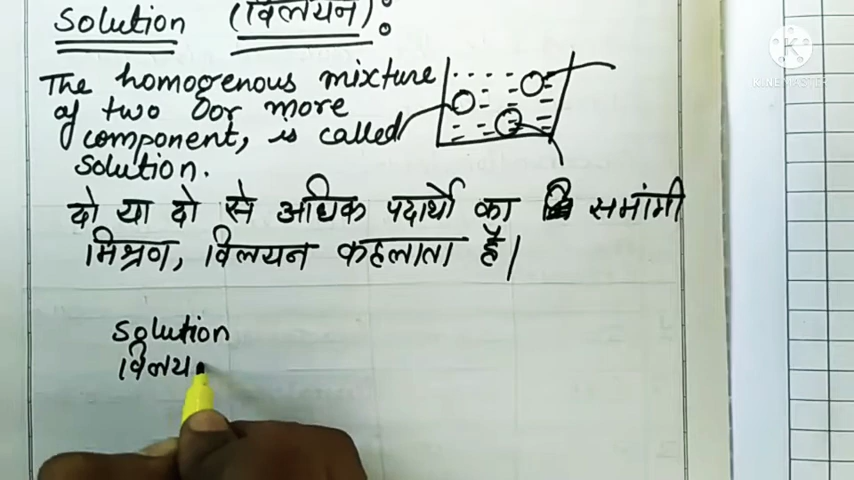 Solution (विलयन):
The homogenous mixture
of two Oor more
component, is called
Solution.
दो या दो से अधिक पदार्थो का समांगी
मिश्रण, विलयन कहलाता है।
Solution
विलय
K
KINEMASTER